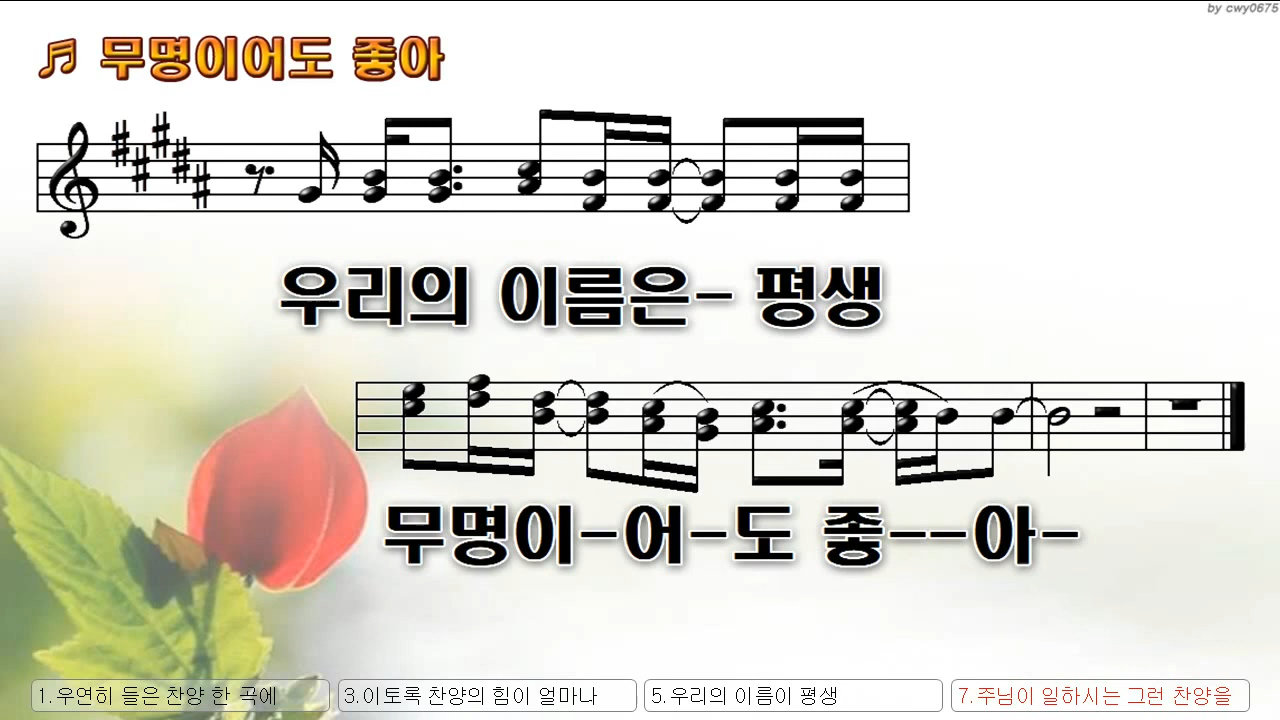 by cwy0675
♬ 무명이어도 좋아
우리의 이름은- 평생
무명이-어-도 좋--아-
1.우연히 들은 찬양 한 곡에
3.이토록 찬양의 힘이 얼마나
5.우리의 이름이 평생
7.주님이 일하시는 그런 찬양을